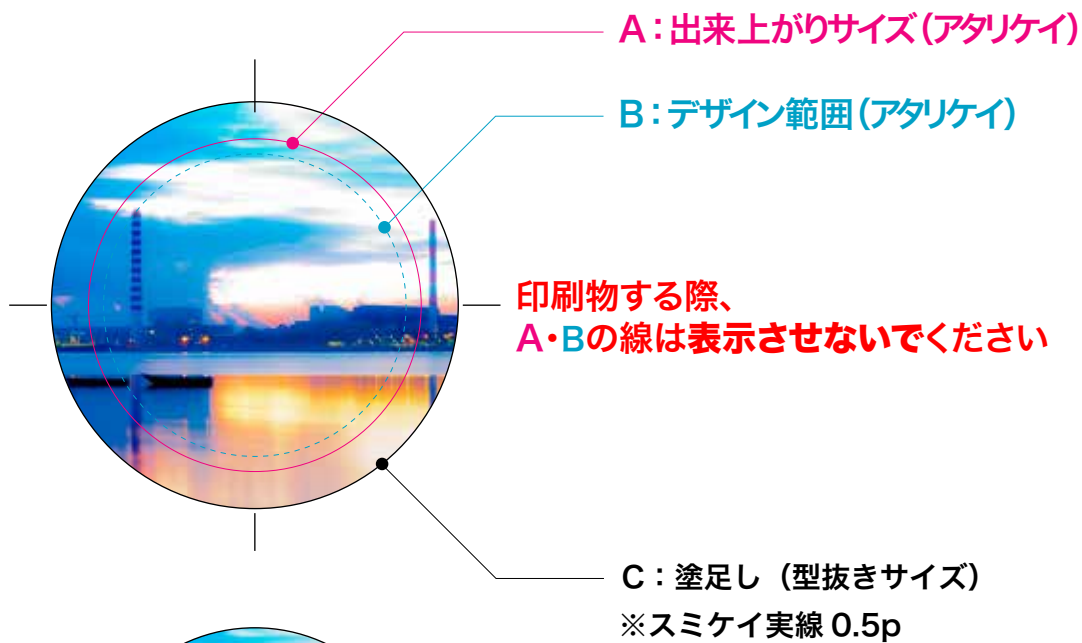 A：出来上がりサイズ（アタリケイ）
B：デザイン範囲（アタリケイ）
印刷物する際、
A・Bの線は表示させないでください
C：塗足し（型抜きサイズ）
※スミケイ実線 0.5p